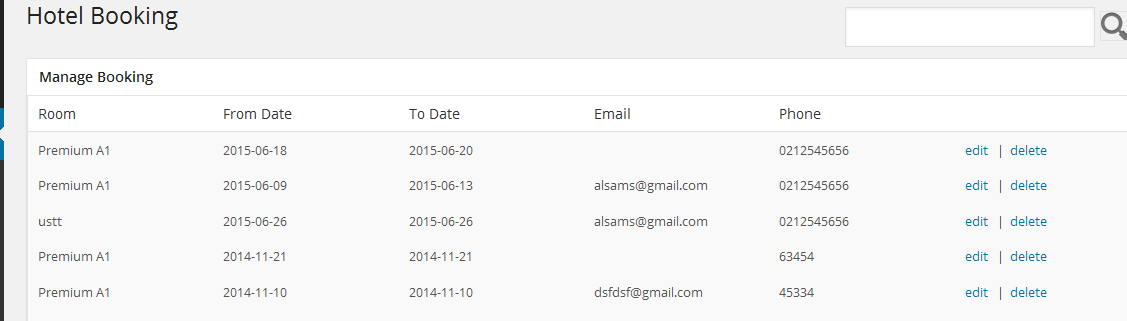 Hotel Booking
Manage Booking
Room From Date To Date Email Phone
Premium A1 2015-06-18 2015-06-20 0212545656 edit | delete
Premium A1 2015-06-09 2015-06-13 alsams@gmail.com 0212545656 edit | delete
ustt 2015-06-26 2015-06-26 alsams@gmail.com 0212545656 edit | delete
Premium A1 2014-11-21 2014-11-21 63454 edit | delete
Premium A1 2014-11-10 2014-11-10 dsfdsf@gmail.com 45334 edit | delete